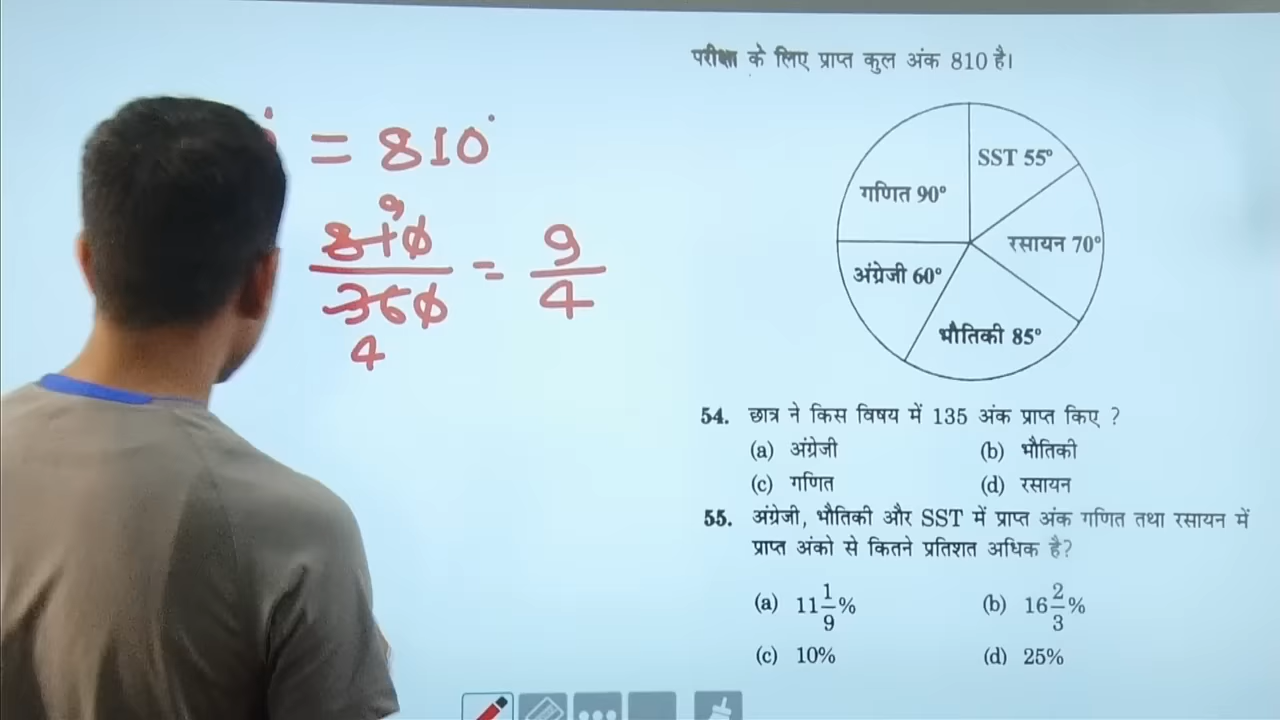 परीक्षा के लिए प्राप्त कुल अंक 810 है।
= 810°
9
810
360
4
= 9/4
SST 55°
गणित 90°
रसायन 70°
अंग्रेजी 60°
भौतिकी 85°
54. छात्र ने किस विषय में 135 अंक प्राप्त किए ?
(a) अंग्रेजी (b) भौतिकी
(c) गणित (d) रसायन
55. अंग्रेजी, भौतिकी और SST में प्राप्त अंक गणित तथा रसायन में
प्राप्त अंको से कितने प्रतिशत अधिक है?
(a) 11 1/9 % (b) 16 2/3 %
(c) 10% (d) 25%